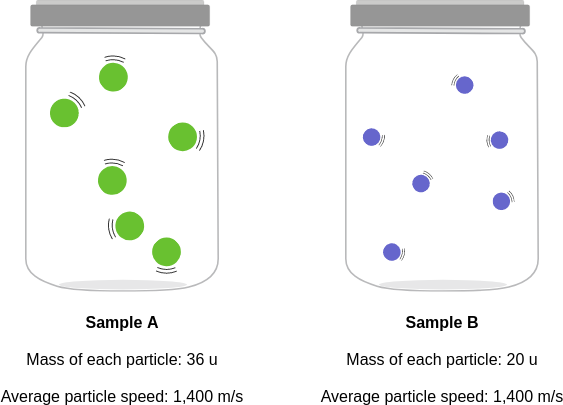 Sample A
Sample B
Mass of each particle: 36 u
Mass of each particle: 20 u
Average particle speed: 1,400 m/s
Average particle speed: 1,400 m/s